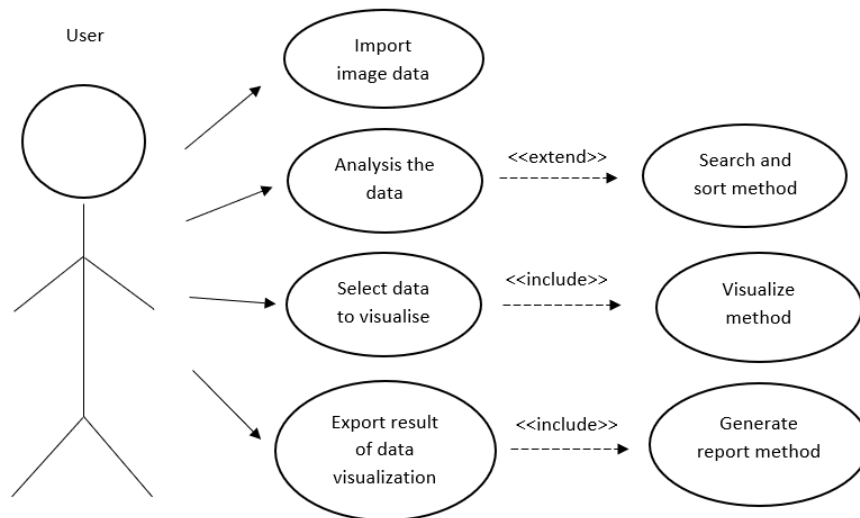 User
Import
image data
Analysis the
data
<<extend>>
Search and
sort method
Select data
to visualise
<<include>>
Visualize
method
Export result
of data
visualization
<<include>>
Generate
report method